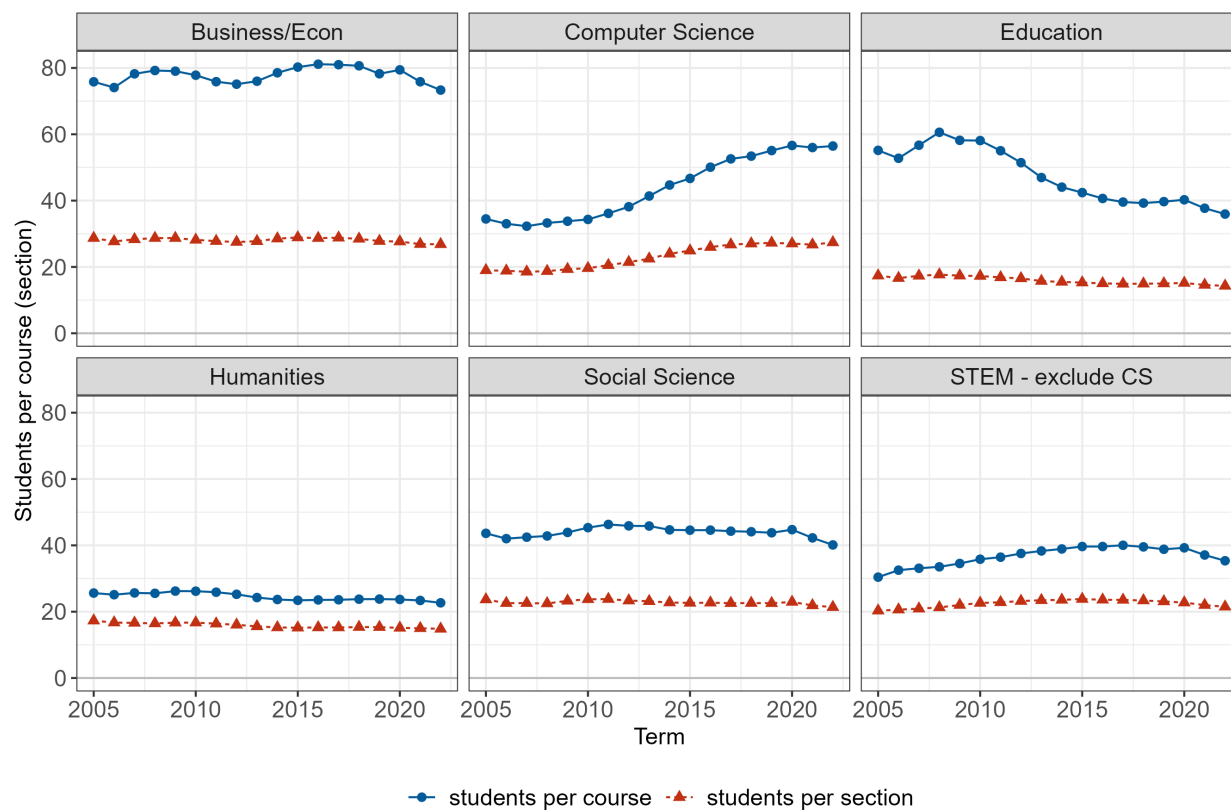 Business/Econ
Computer Science
Education
80
60
40
20
0
Humanities
Social Science
STEM - exclude CS
80
60
40
20
0
Students per course (section)
2005 2010 2015 2020 2005 2010 2015 2020 2005 2010 2015 2020
Term
students per course students per section